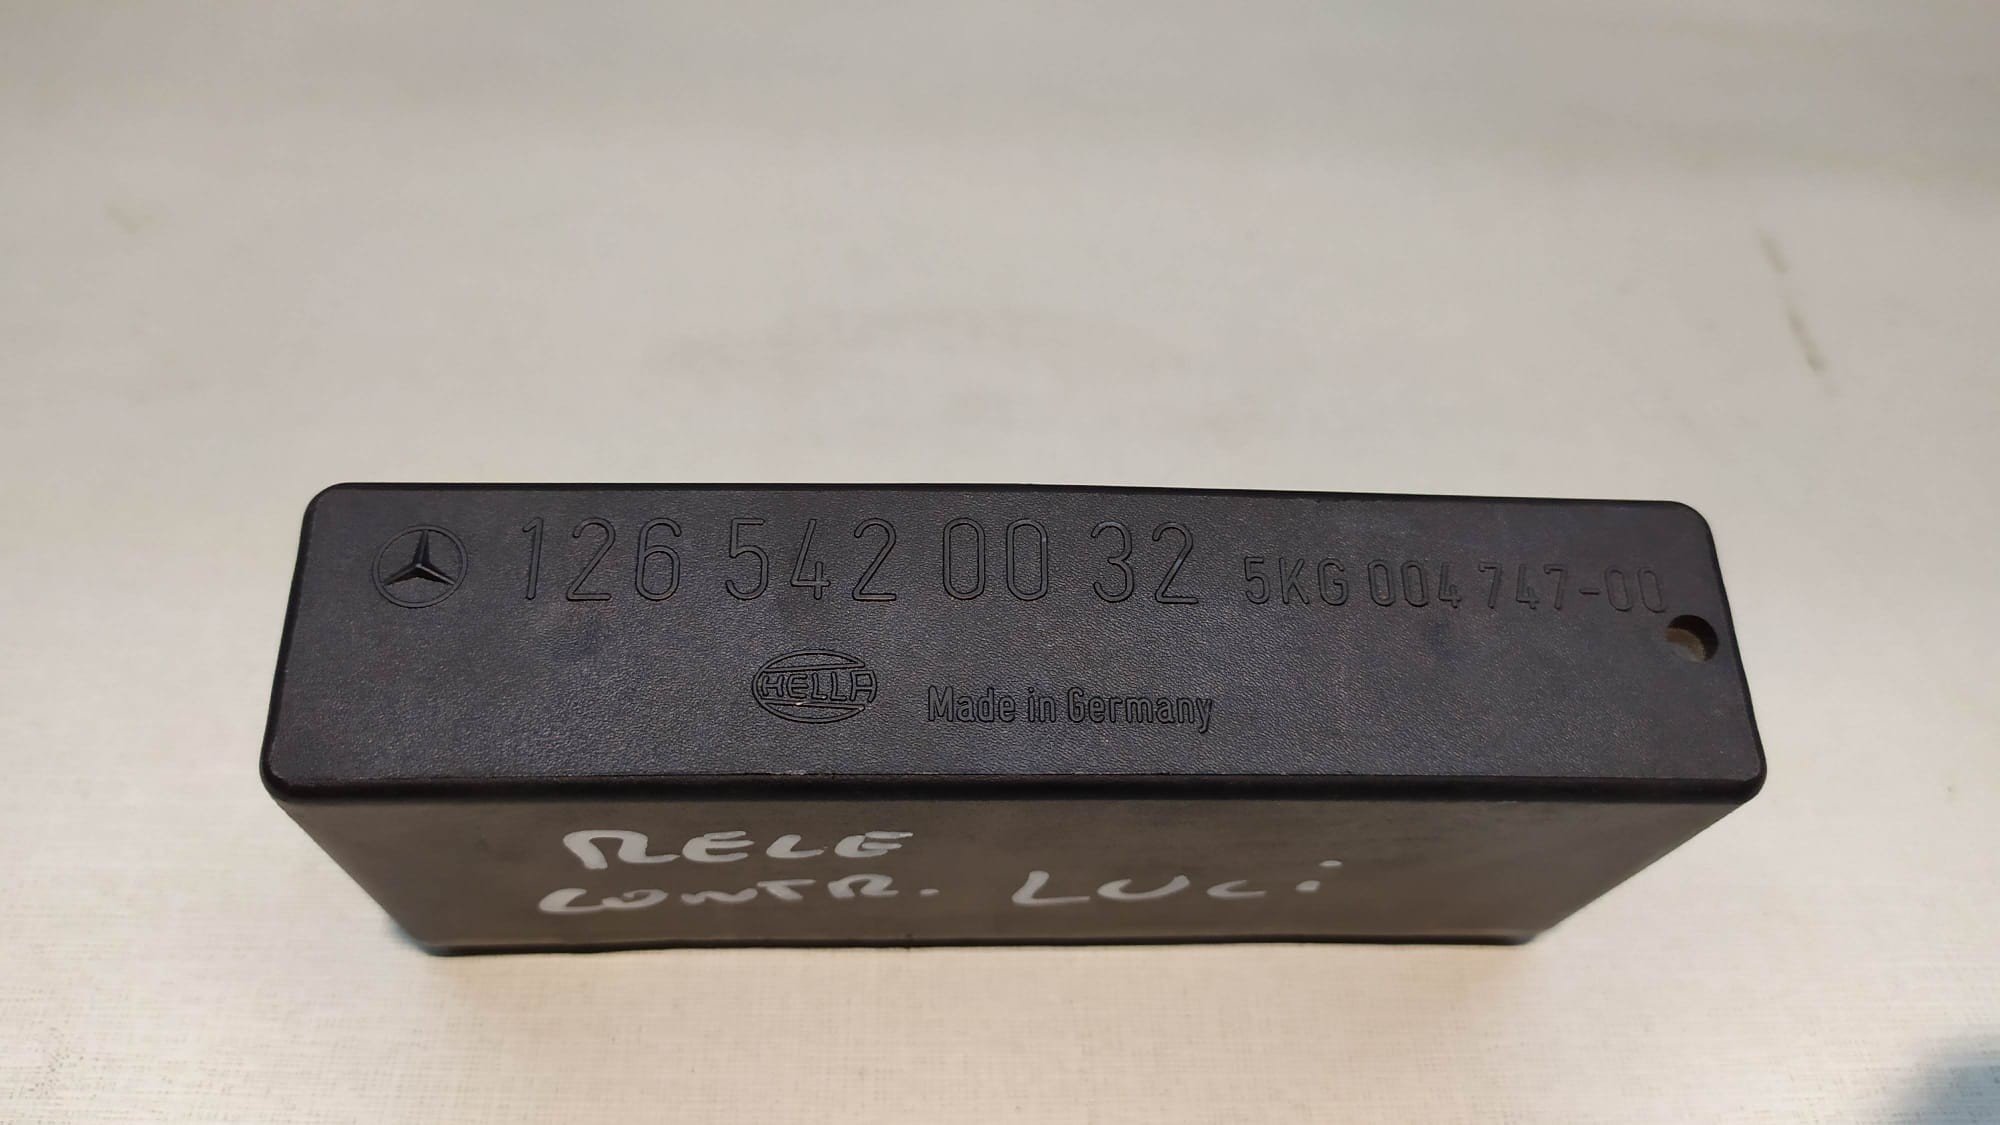 126 542 00 32 5KG 004 747-00
HELLA Made in Germany
RELE
CONTR. LUCi